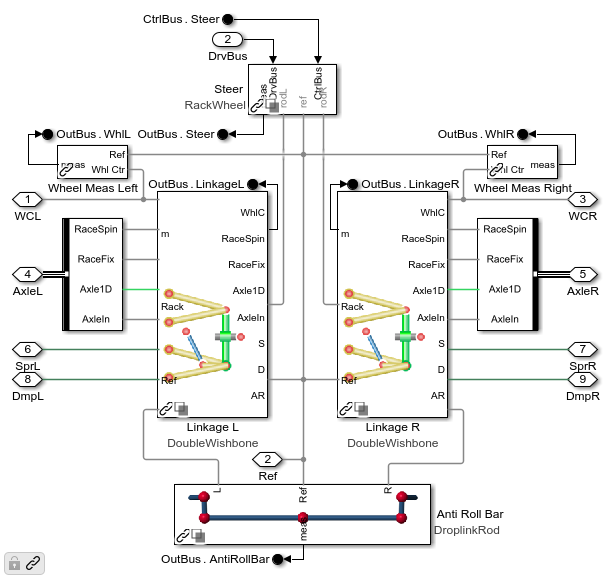 CtrlBus . Steer
2
DrvBus
Steer
RackWheel
meas
DrvBus
rodL
ref
CtrlBus
rodR
OutBus . WhlL
OutBus . Steer
OutBus . WhlR
Ref
meas
Whl Ctr
Wheel Meas Left
Ref
Whl Ctr
meas
Wheel Meas Right
OutBus . LinkageL
OutBus . LinkageR
1
WCL
3
WCR
4
AxleL
5
AxleR
6
SprL
7
SprR
8
DmpL
9
DmpR
RaceSpin
RaceFix
Axle1D
AxleIn
m
Rack
Ref
WhlC
RaceSpin
RaceFix
Axle1D
AxleIn
S
D
AR
Linkage L
DoubleWishbone
m
Rack
Ref
WhlC
RaceSpin
RaceFix
Axle1D
AxleIn
S
D
AR
Linkage R
DoubleWishbone
RaceSpin
RaceFix
Axle1D
AxleIn
2
Ref
L
Ref
R
meas
Anti Roll Bar
DroplinkRod
OutBus . AntiRollBar